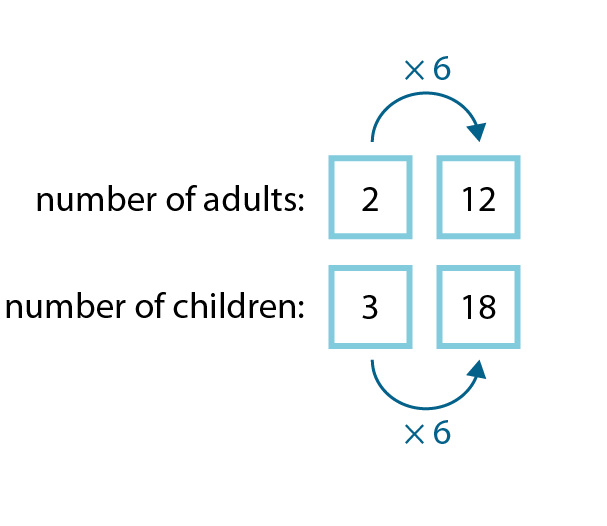 × 6
number of adults: 2 12
number of children: 3 18
× 6